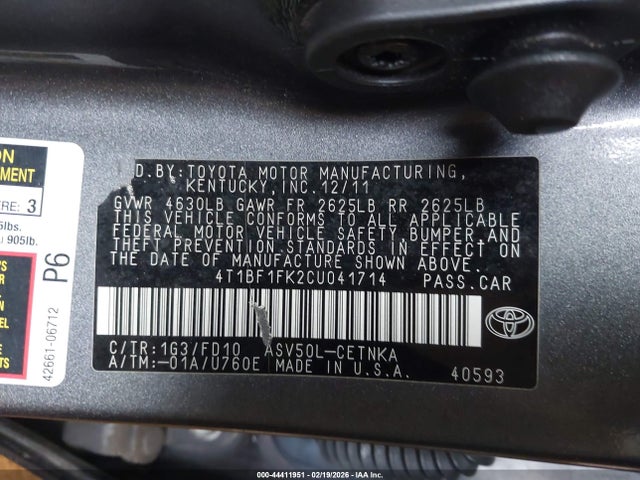 ON
EMENT
ERE: 3
5lbs.
u 905lb.
P6
42661-06712
D.BY:TOYOTA MOTOR MANUFACTURING,
KENTUCKY,INC.12/11
GVWR 4630LB GAWR FR 2625LB RR 2625LB
THIS VEHICLE CONFORMS TO ALL APPLICABLE
FEDERAL MOTOR VEHICLE SAFETY,BUMPER AND
THEFT PREVENTION STANDARDS IN EFFECT ON
THE DATE OF MANUFACTURE SHOWN ABOVE.
4T1BF1FK2CU041714 PASS.CAR
C/TR:1G3/FD10 ASV50L-CETNKA
A/TM:-01A/U760E MADE IN U.S.A. 40593
TOYOTA
000-44411951 - 02/19/2026 - IAA Inc.